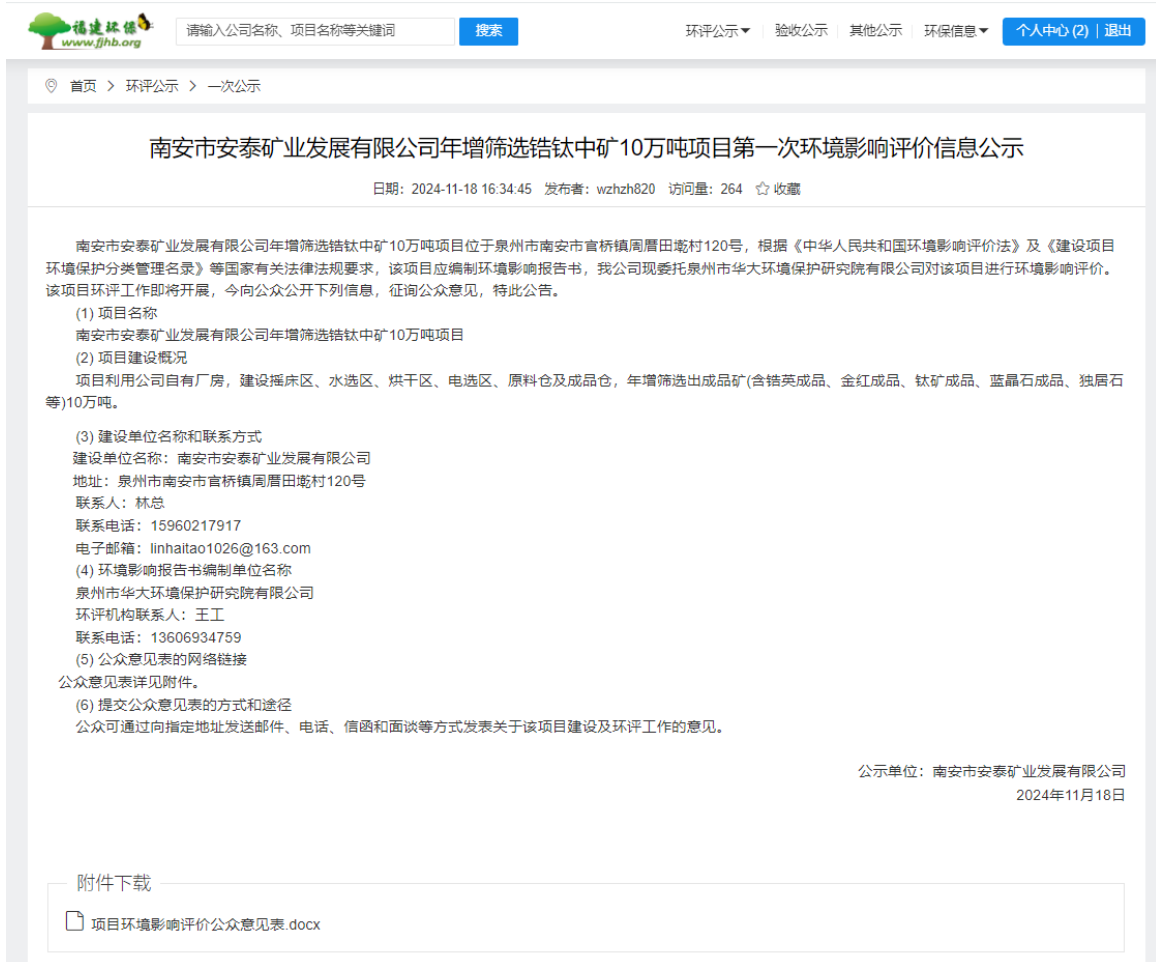 福建环保
www.fjhb.org
请输入公司名称、项目名称等关键词
搜索
环评公示
验收公示
其他公示
环保信息
个人中心 (2) | 退出
首页 > 环评公示 > 一次公示
南安市安泰矿业发展有限公司年增筛选锆钛中矿10万吨项目第一次环境影响评价信息公示
日期：2024-11-18 16:34:45 发布者：wzhzh820 访问量：264 收藏
南安市安泰矿业发展有限公司年增筛选锆钛中矿10万吨项目位于泉州市南安市官桥镇周厝田墘村120号，根据《中华人民共和国环境影响评价法》及《建设项目
环境保护分类管理名录》等国家有关法律法规要求，该项目应编制环境影响报告书，我公司现委托泉州市华大环境保护研究院有限公司对该项目进行环境影响评价。
该项目环评工作即将开展，今向公众公开下列信息，征询公众意见，特此公告。
(1) 项目名称
南安市安泰矿业发展有限公司年增筛选锆钛中矿10万吨项目
(2) 项目建设概况
项目利用公司自有厂房，建设摇床区、水选区、烘干区、电选区、原料仓及成品仓，年增筛选出成品矿(含锆英成品、金红成品、钛矿成品、蓝晶石成品、独居石
等)10万吨。
(3) 建设单位名称和联系方式
建设单位名称：南安市安泰矿业发展有限公司
地址：泉州市南安市官桥镇周厝田墘村120号
联系人：林总
联系电话：15960217917
电子邮箱：linhaitao1026@163.com
(4) 环境影响报告书编制单位名称
泉州市华大环境保护研究院有限公司
环评机构联系人：王工
联系电话：13606934759
(5) 公众意见表的网络链接
公众意见表详见附件。
(6) 提交公众意见表的方式和途径
公众可通过向指定地址发送邮件、电话、信函和面谈等方式发表关于该项目建设及环评工作的意见。
公示单位：南安市安泰矿业发展有限公司
2024年11月18日
附件下载
项目环境影响评价公众意见表.docx